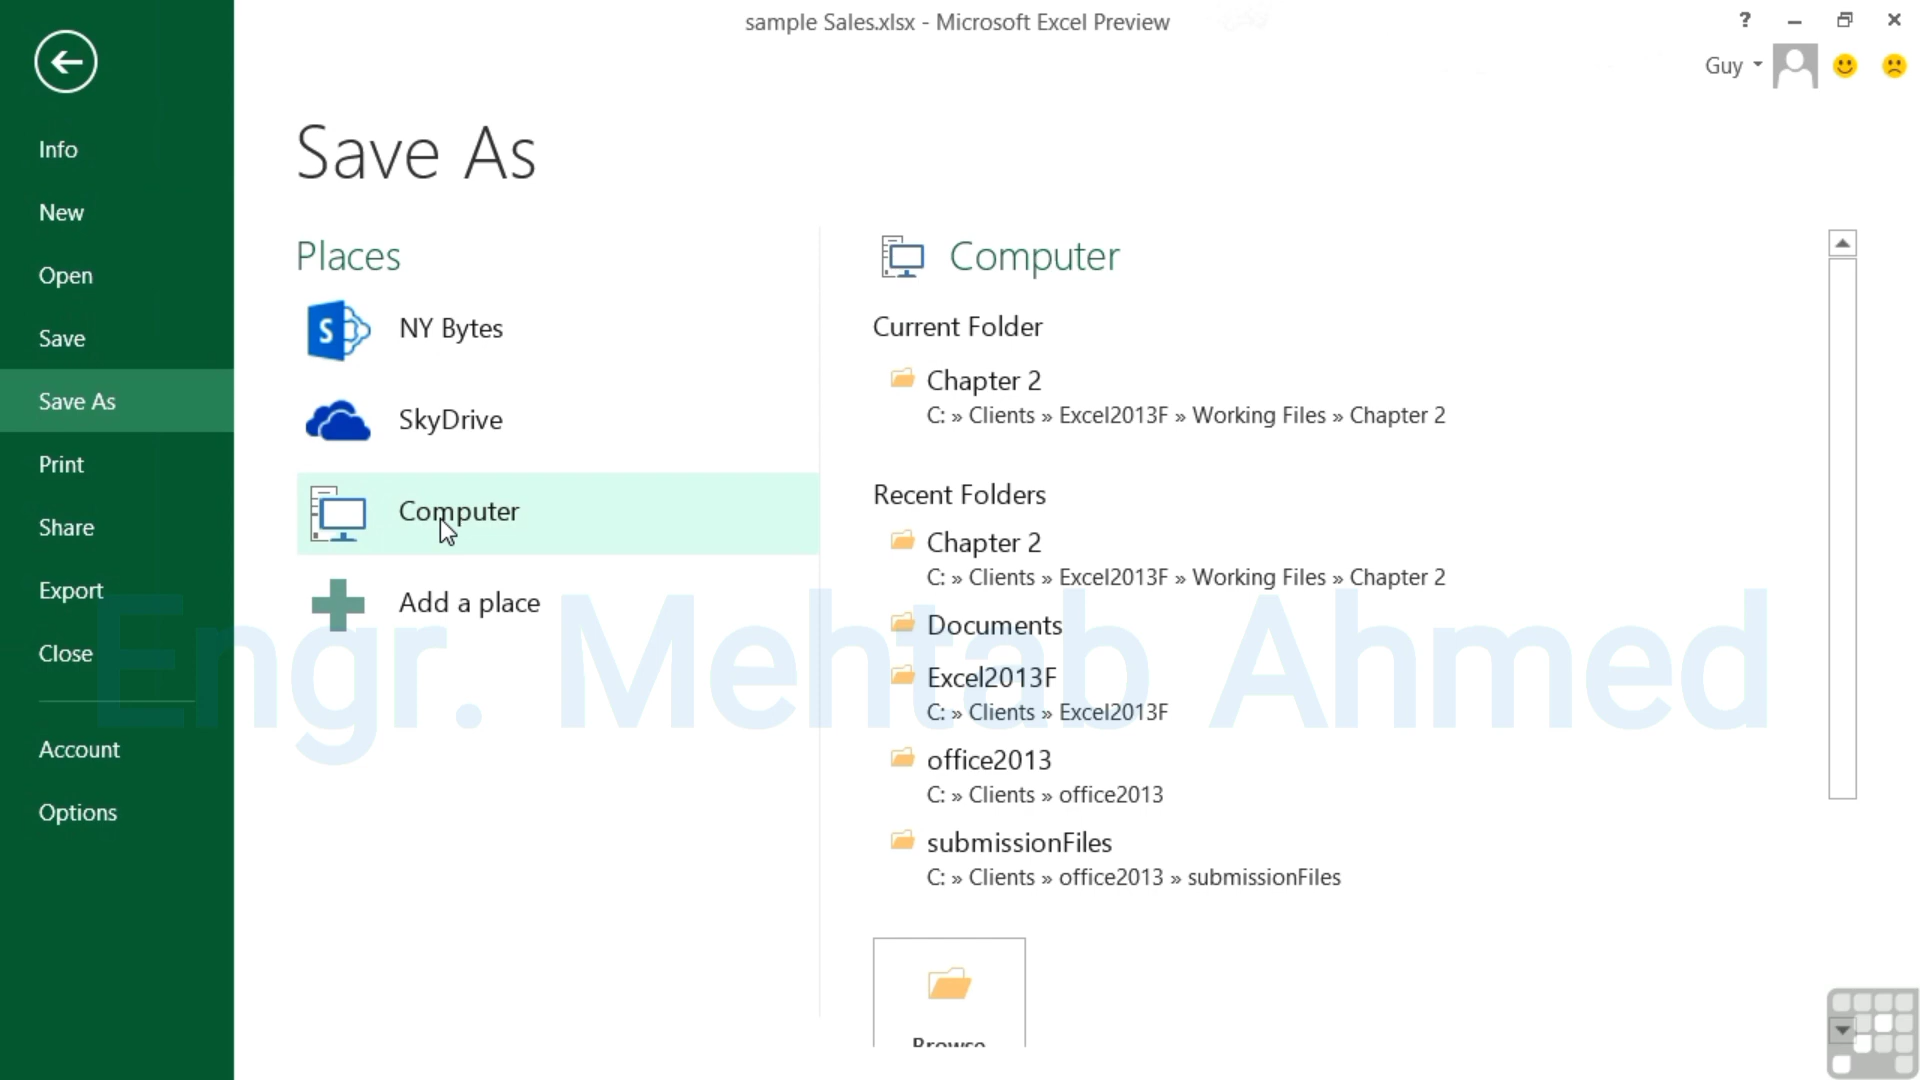 sample Sales.xlsx - Microsoft Excel Preview
?
Guy
Info
New
Open
Save
Save As
Print
Share
Export
Close
Account
Options
Save As
Places
NY Bytes
SkyDrive
Computer
Add a place
Computer
Current Folder
Chapter 2
C: » Clients » Excel2013F » Working Files » Chapter 2
Recent Folders
Chapter 2
C: » Clients » Excel2013F » Working Files » Chapter 2
Documents
Excel2013F
C: » Clients » Excel2013F
office2013
C: » Clients » office2013
submissionFiles
C: » Clients » office2013 » submissionFiles
Browse
Engr. Mehtab Ahmed